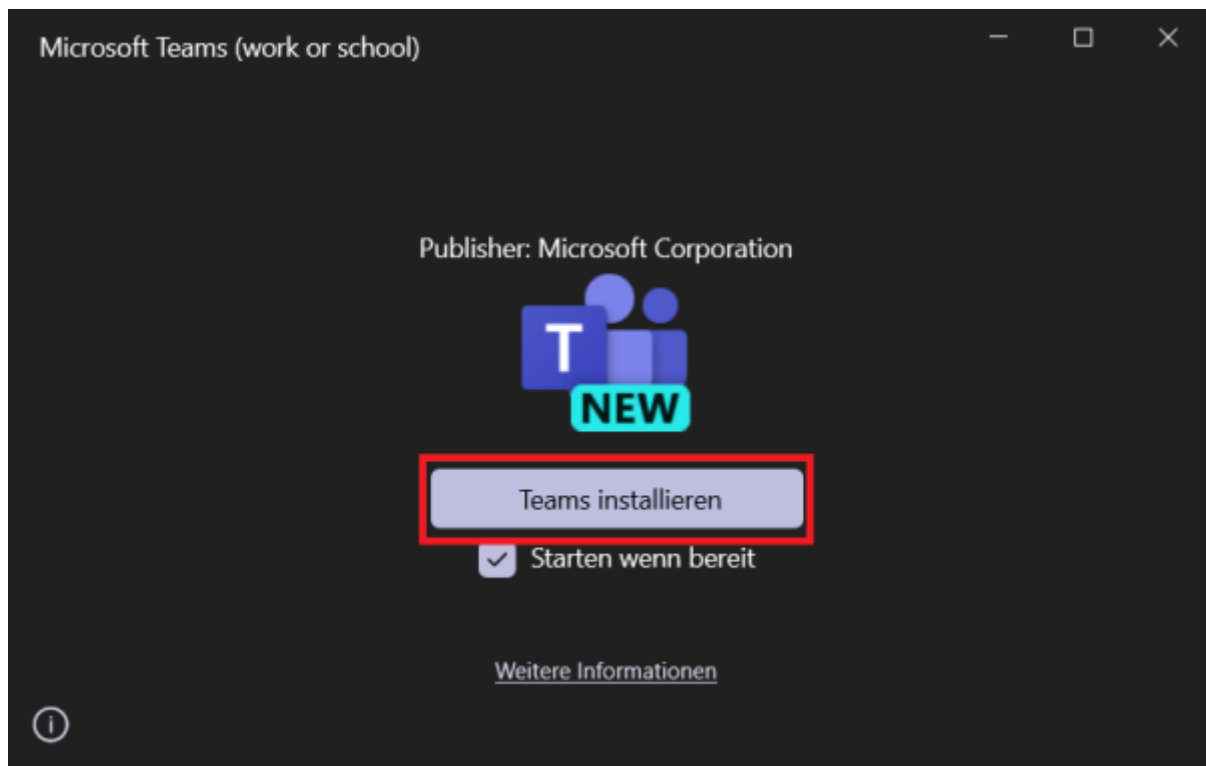 Microsoft Teams (work or school)
Publisher: Microsoft Corporation
T
NEW
Teams installieren
Starten wenn bereit
Weitere Informationen